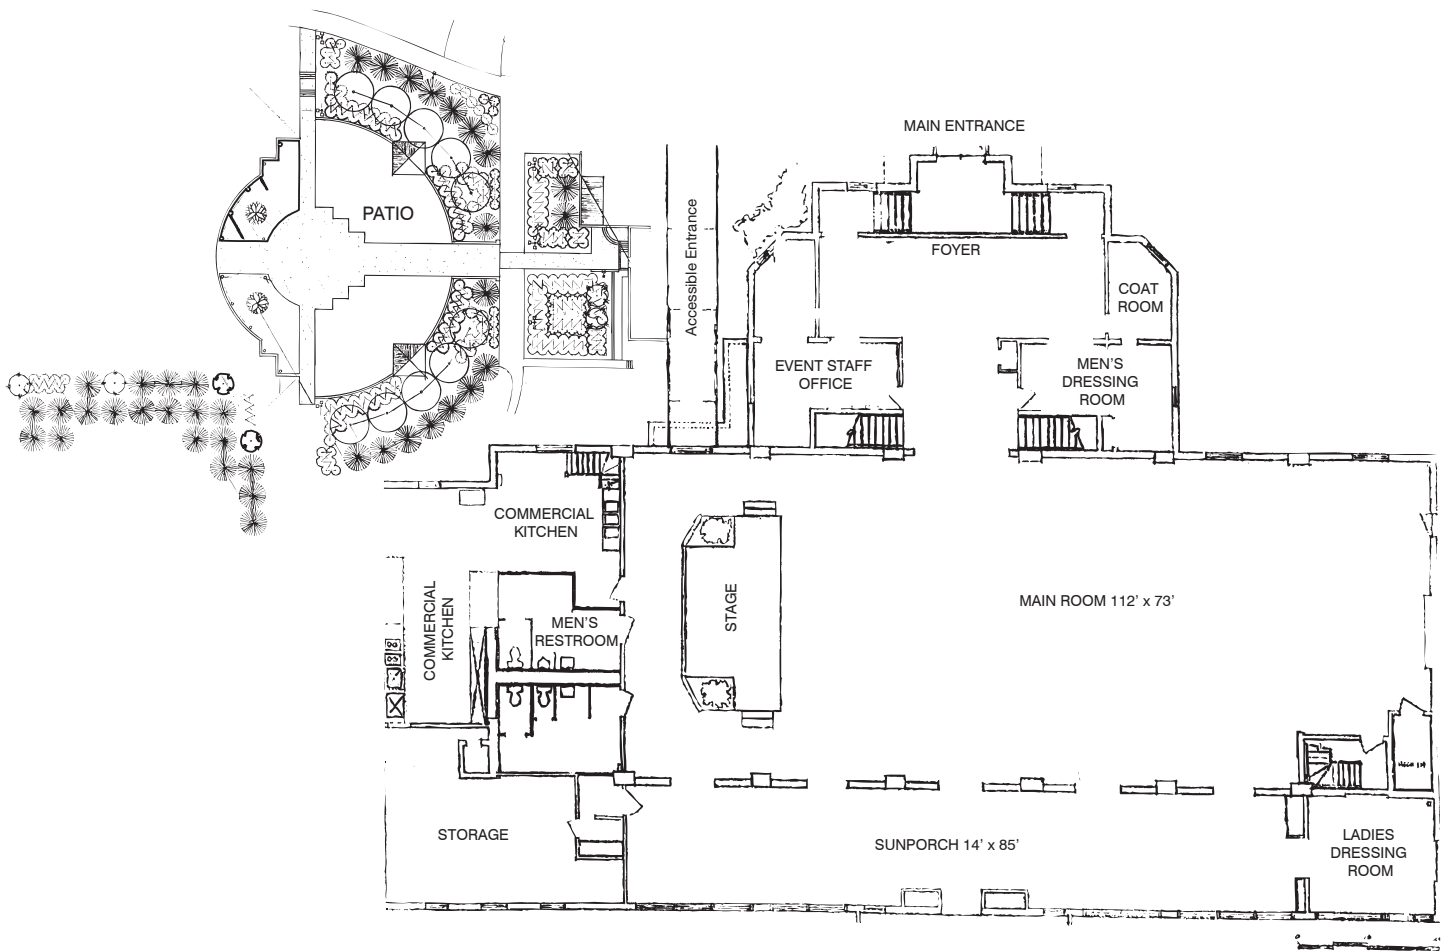 MAIN ENTRANCE
PATIO
Accessible Entrance
FOYER
COAT
ROOM
EVENT STAFF
OFFICE
MEN’S
DRESSING
ROOM
COMMERCIAL
KITCHEN
COMMERCIAL
KITCHEN
MEN’S
RESTROOM
STAGE
MAIN ROOM 112’ x 73’
STORAGE
SUNPORCH 14’ x 85’
LADIES
DRESSING
ROOM